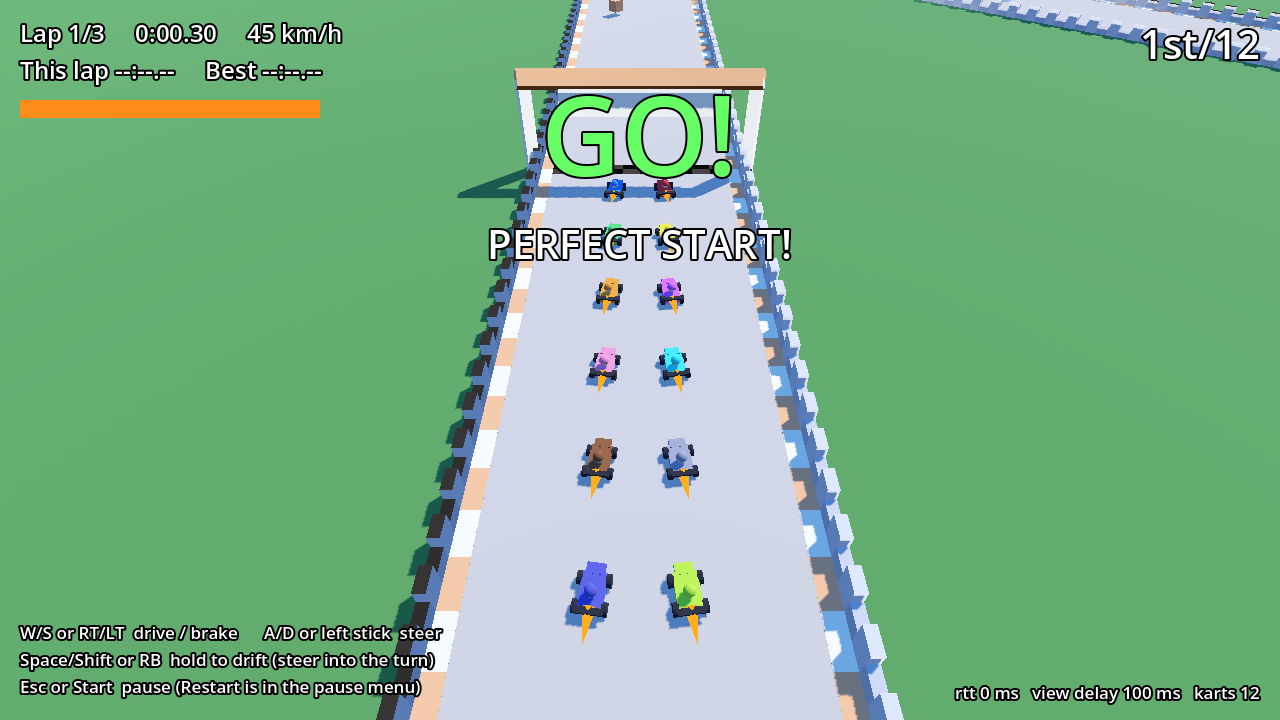 Lap 1/3 0:00.30 45 km/h
This lap --:--.-- Best --:--.--
1st/12
GO!
PERFECT START!
W/S or RT/LT drive / brake A/D or left stick steer
Space/Shift or RB hold to drift (steer into the turn)
Esc or Start pause (Restart is in the pause menu)
rtt 0 ms view delay 100 ms karts 12